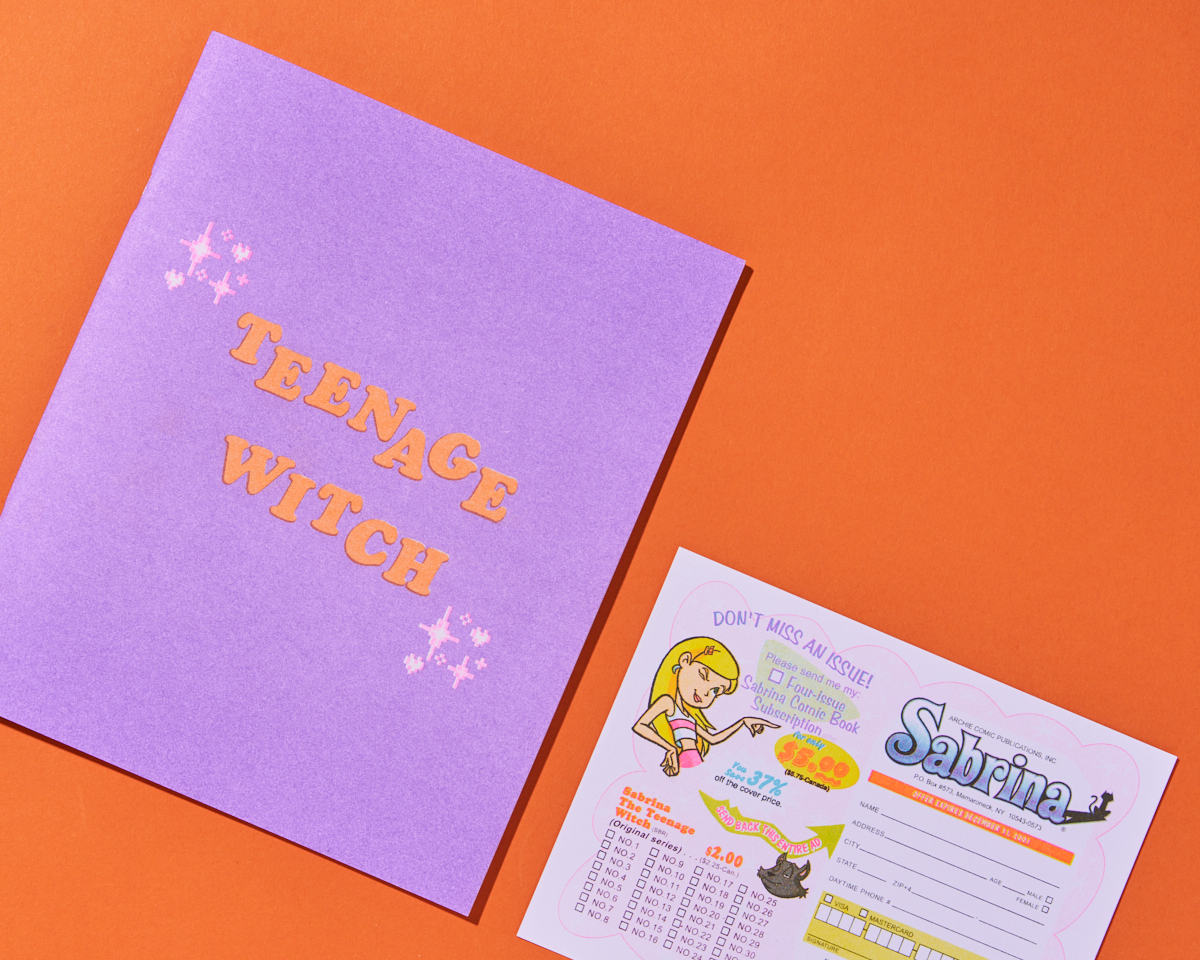 TEENAGE
WITCH
DON'T MISS AN ISSUE!
Please send me my:
Four-Issue
Sabrina Comic Book
Subscription
for only
$5.00
($5.75-Canada)
You
Save 37%
off the cover price.
SEND BACK THIS ENTIRE AD
Sabrina
The Teenage
Witch (SBR)
(Original series) . . . $2.00
($2.25-Can.)
NO.1
NO.2
NO.3
NO.4
NO.5
NO.6
NO.7
NO.8
NO.9
NO.10
NO.11
NO.12
NO.13
NO.14
NO.15
NO.16
NO.17
NO.18
NO.19
NO.20
NO.21
NO.22
NO.23
NO.24
NO.25
NO.26
NO.27
NO.28
NO.29
NO.30
ARCHIE COMIC PUBLICATIONS, INC.
Sabrina®
P.O. Box #573, Mamaroneck, NY 10543-0573
OFFER EXPIRES DECEMBER 31, 2001
NAME
ADDRESS
CITY
AGE MALE
STATE ZIP+4 FEMALE
DAYTIME PHONE #
VISA MASTERCARD
SIGNATURE